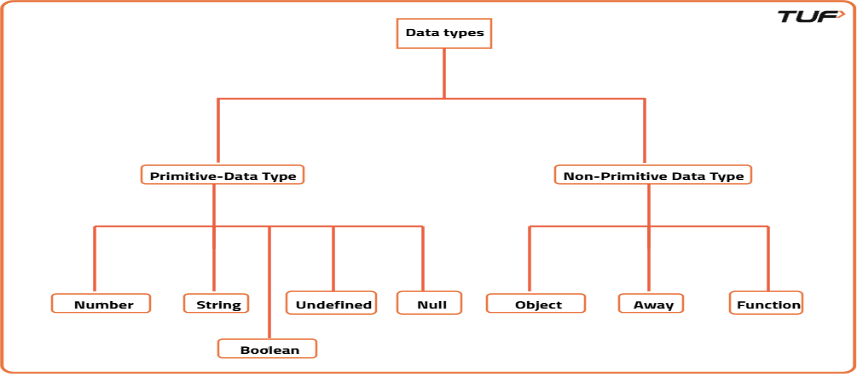 TUF
Data types
Primitive-Data Type
Non-Primitive Data Type
Number
String
Undefined
Null
Object
Away
Function
Boolean